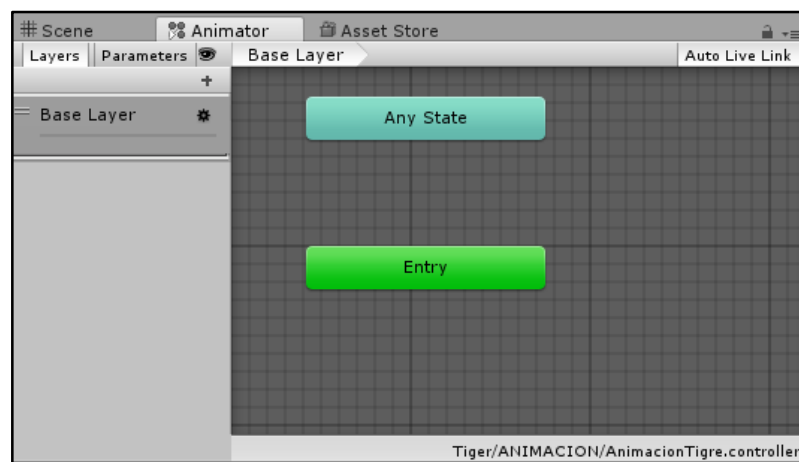 Scene Animator Asset Store
Layers Parameters Base Layer Auto Live Link
Base Layer
Any State
Entry
Tiger/ANIMACION/AnimacionTigre.controller